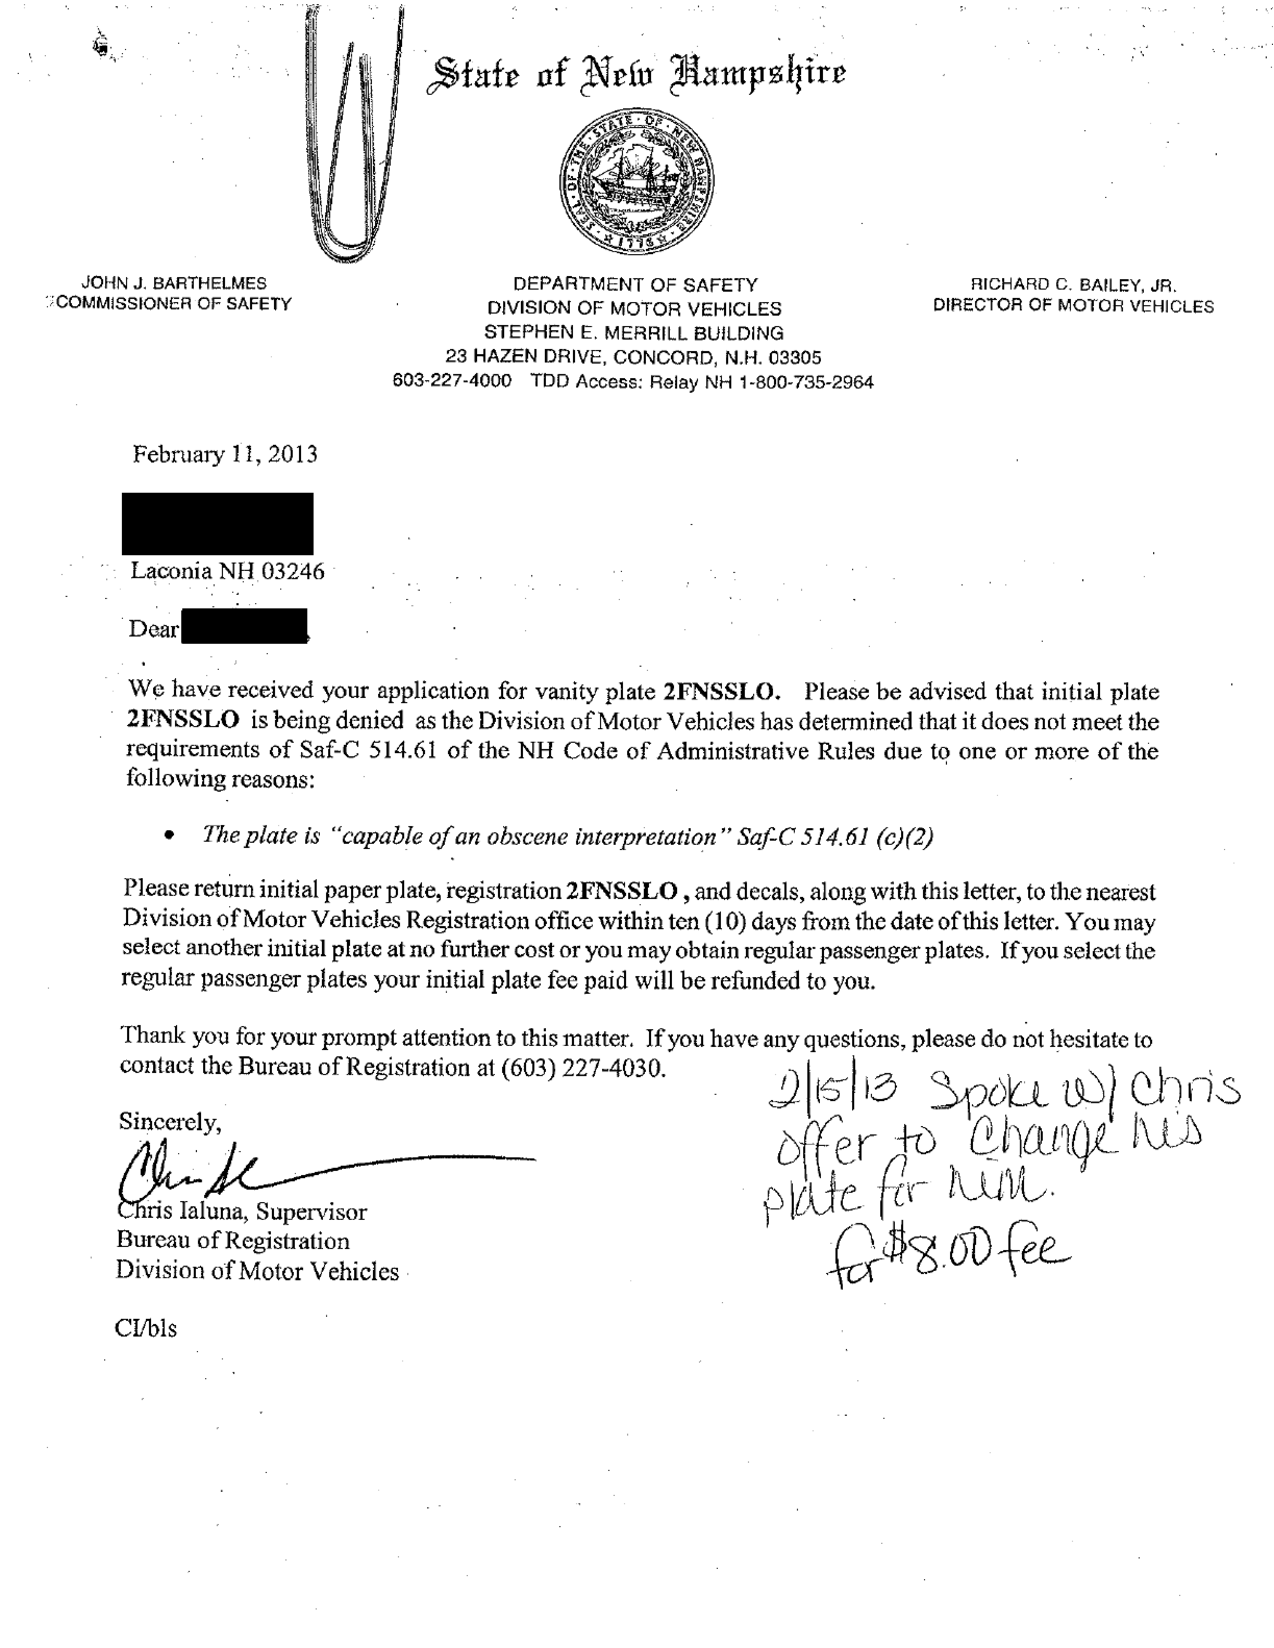 State of New Hampshire
SEAL · OF · THE · STATE · OF · NEW HAMPSHIRE
1776
JOHN J. BARTHELMES
COMMISSIONER OF SAFETY
DEPARTMENT OF SAFETY
DIVISION OF MOTOR VEHICLES
STEPHEN E. MERRILL BUILDING
23 HAZEN DRIVE, CONCORD, N.H. 03305
603-227-4000 TDD Access: Relay NH 1-800-735-2964
RICHARD C. BAILEY, JR.
DIRECTOR OF MOTOR VEHICLES
February 11, 2013
Laconia NH 03246
Dear
We have received your application for vanity plate 2FNSSLO. Please be advised that initial plate
2FNSSLO is being denied as the Division of Motor Vehicles has determined that it does not meet the
requirements of Saf-C 514.61 of the NH Code of Administrative Rules due to one or more of the
following reasons:
• The plate is "capable of an obscene interpretation" Saf-C 514.61 (c)(2)
Please return initial paper plate, registration 2FNSSLO , and decals, along with this letter, to the nearest
Division of Motor Vehicles Registration office within ten (10) days from the date of this letter. You may
select another initial plate at no further cost or you may obtain regular passenger plates. If you select the
regular passenger plates your initial plate fee paid will be refunded to you.
Thank you for your prompt attention to this matter. If you have any questions, please do not hesitate to
contact the Bureau of Registration at (603) 227-4030.
2/15/13 Spoke w/ Chris
offer to change his
plate for him.
for $8.00 fee
Sincerely,
Chris Ialuna, Supervisor
Bureau of Registration
Division of Motor Vehicles
CI/bls